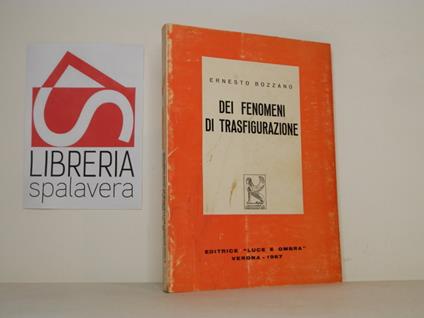 LIBRERIA
spalavera
ERNESTO BOZZANO
DEI FENOMENI
DI TRASFIGURAZIONE
EDITRICE "LUCE E OMBRA"
VERONA - 1967